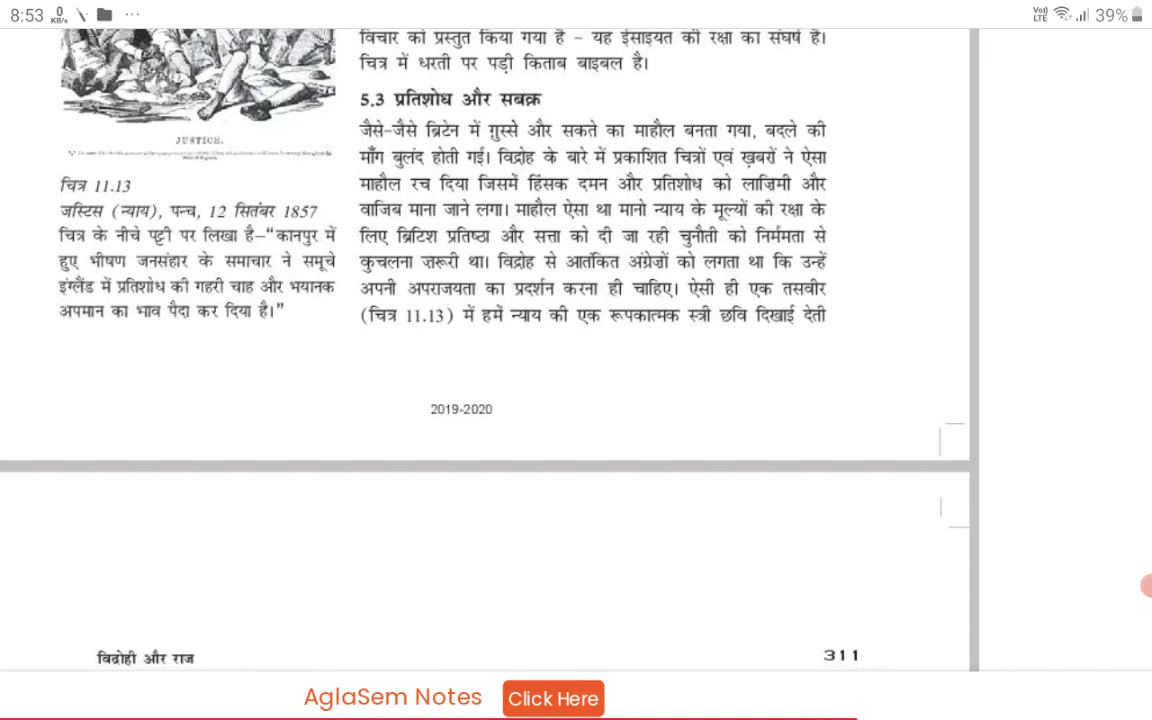 8:53 0 KB/s ... Vo) LTE 39%
विचार को प्रस्तुत किया गया है – यह ईसाइयत की रक्षा का संघर्ष है।
चित्र में धरती पर पड़ी किताब बाइबल है।
JUSTICE.
5.3 प्रतिशोध और सबक़
जैसे-जैसे ब्रिटेन में ग़ुस्से और सकते का माहौल बनता गया, बदले की
माँग बुलंद होती गई। विद्रोह के बारे में प्रकाशित चित्रों एवं ख़बरों ने ऐसा
माहौल रच दिया जिसमें हिंसक दमन और प्रतिशोध को लाज़िमी और
वाजिब माना जाने लगा। माहौल ऐसा था मानो न्याय के मूल्यों की रक्षा के
लिए ब्रिटिश प्रतिष्ठा और सत्ता को दी जा रही चुनौती को निर्ममता से
कुचलना ज़रूरी था। विद्रोह से आतंकित अंग्रेज़ों को लगता था कि उन्हें
अपनी अपराजयता का प्रदर्शन करना ही चाहिए। ऐसी ही एक तसवीर
(चित्र 11.13) में हमें न्याय की एक रूपकात्मक स्त्री छवि दिखाई देती
चित्र 11.13
जस्टिस (न्याय), पन्च, 12 सितंबर 1857
चित्र के नीचे पट्टी पर लिखा है–“कानपुर में
हुए भीषण जनसंहार के समाचार ने समूचे
इंग्लैंड में प्रतिशोध की गहरी चाह और भयानक
अपमान का भाव पैदा कर दिया है।”
2019-2020
विद्रोही और राज
311
AglaSem Notes Click Here